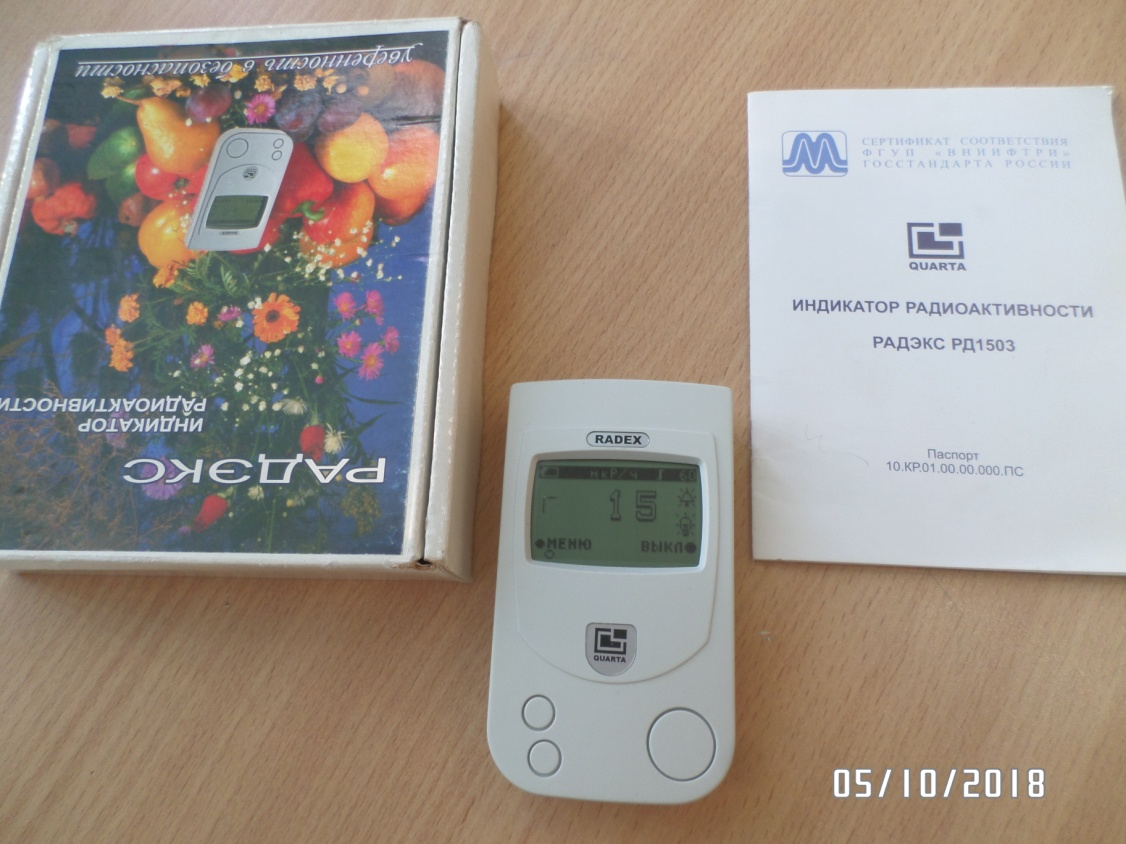 уверенность в безопасности
ИНДИКАТОР
РАДИОАКТИВНОСТИ
РАДЭКС
СЕРТИФИКАТ СООТВЕТСТВИЯ
ФГУП «ВНИИФТРИ»
ГОССТАНДАРТА РОССИИ
QUARTA
ИНДИКАТОР РАДИОАКТИВНОСТИ
РАДЭКС РД1503
Паспорт
10.КР.01.00.00.000.ПС
RADEX
мкР/ч 60
15
МЕНЮ ВЫКЛ
QUARTA
05/10/2018